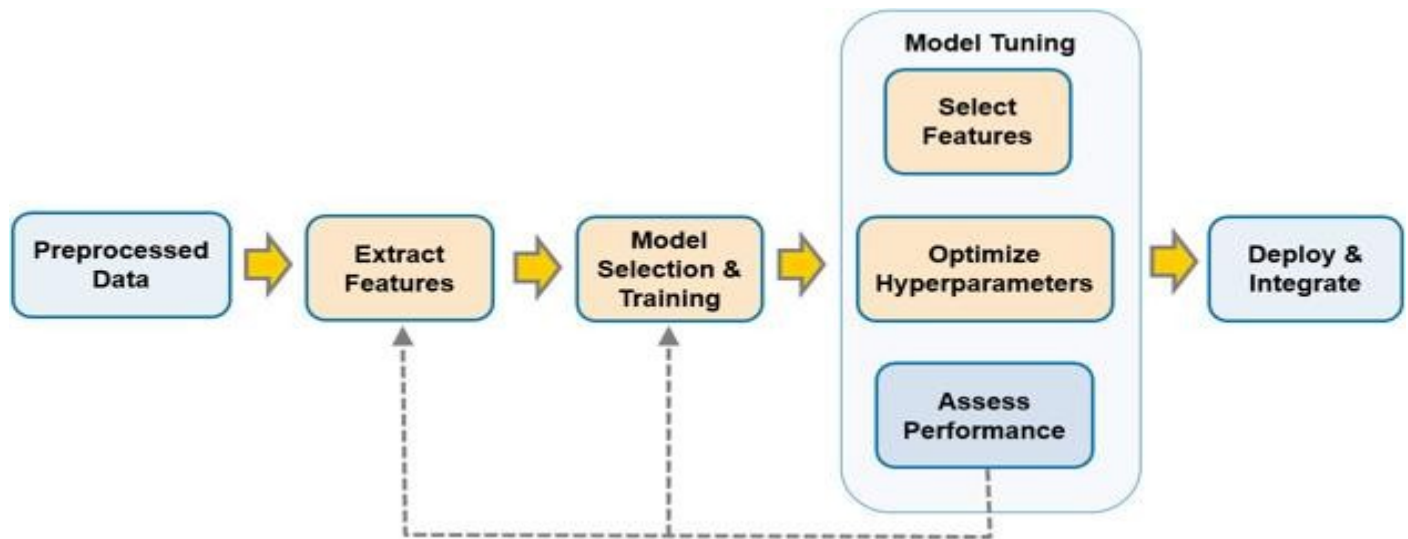 Model Tuning
Select
Features
Preprocessed
Data
Extract
Features
Model
Selection &
Training
Optimize
Hyperparameters
Deploy &
Integrate
Assess
Performance